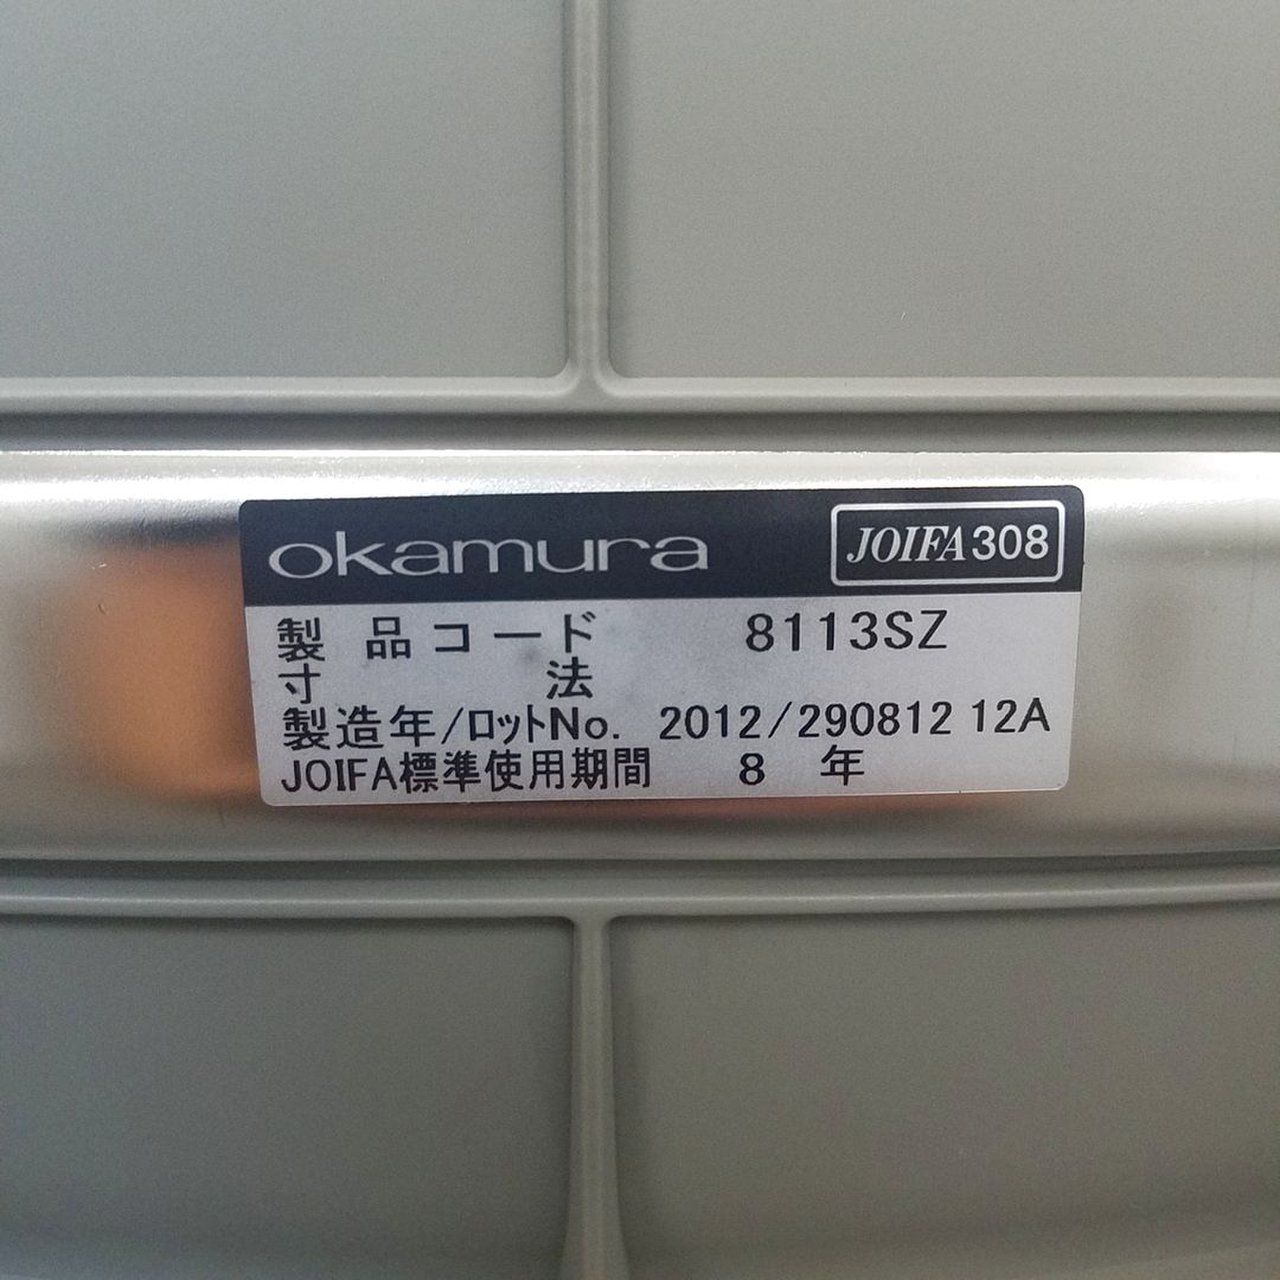 okamura JOIFA308
製品コード 8113SZ
寸法
製造年/ロットNo. 2012/290812 12A
JOIFA標準使用期間 8 年